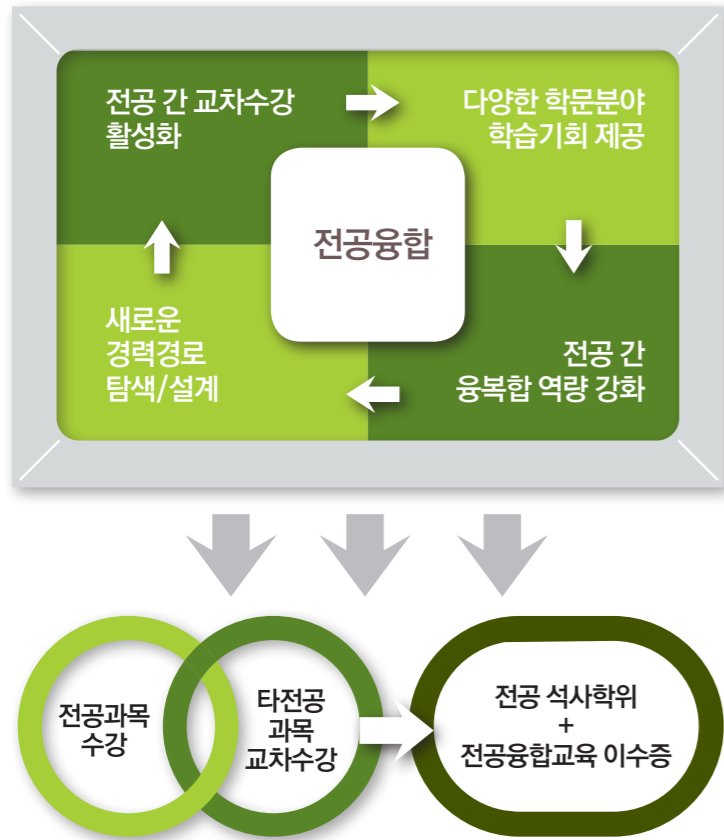 전공 간 교차수강
활성화
다양한 학문분야
학습기회 제공
전공융합
새로운
경력경로
탐색/설계
전공 간
융복합 역량 강화
전공과목
수강
타전공
과목
교차수강
전공 석사학위
+
전공융합교육 이수증